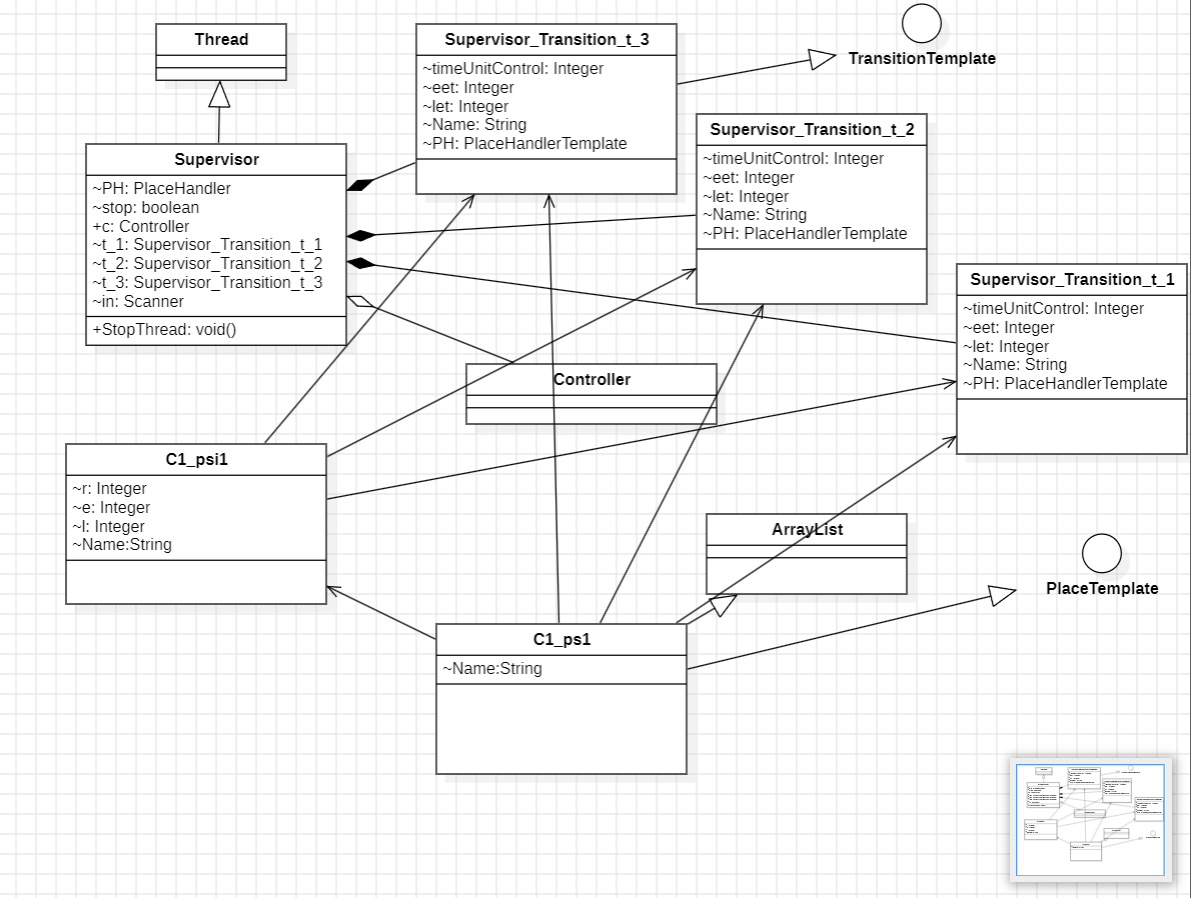 Thread
Supervisor_Transition_t_3
~timeUnitControl: Integer
~eet: Integer
~let: Integer
~Name: String
~PH: PlaceHandlerTemplate
TransitionTemplate
Supervisor_Transition_t_2
~timeUnitControl: Integer
~eet: Integer
~let: Integer
~Name: String
~PH: PlaceHandlerTemplate
Supervisor
~PH: PlaceHandler
~stop: boolean
+c: Controller
~t_1: Supervisor_Transition_t_1
~t_2: Supervisor_Transition_t_2
~t_3: Supervisor_Transition_t_3
~in: Scanner
+StopThread: void()
Supervisor_Transition_t_1
~timeUnitControl: Integer
~eet: Integer
~let: Integer
~Name: String
~PH: PlaceHandlerTemplate
Controller
C1_psi1
~r: Integer
~e: Integer
~l: Integer
~Name:String
ArrayList
PlaceTemplate
C1_ps1
~Name:String